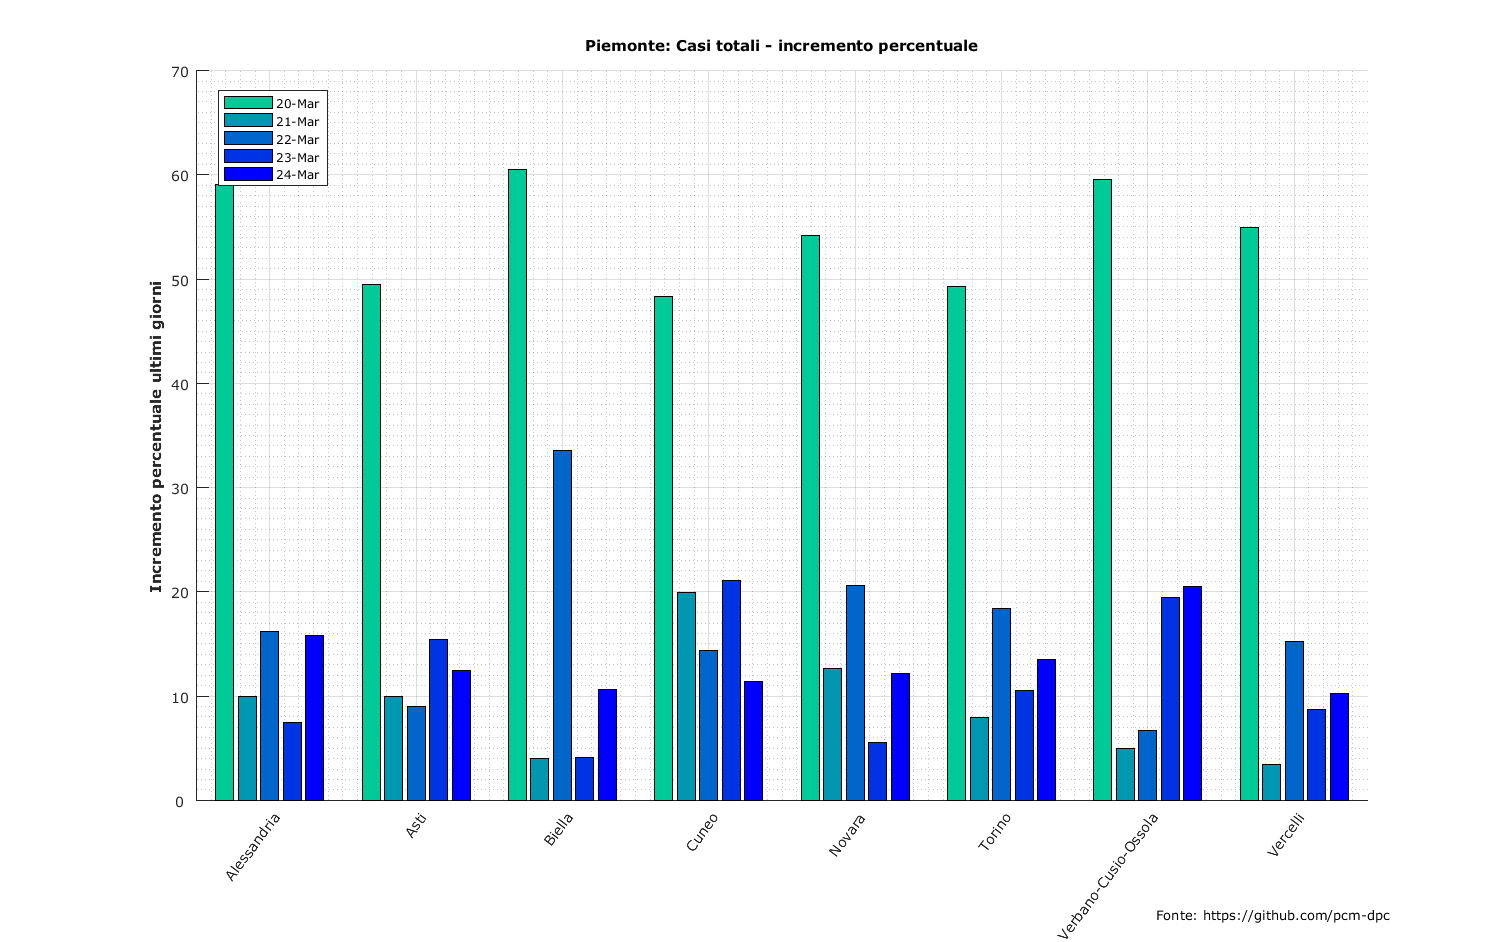 Piemonte: Casi totali - incremento percentuale
70
60
50
40
30
20
10
0
Incremento percentuale ultimi giorni
20-Mar
21-Mar
22-Mar
23-Mar
24-Mar
Alessandria
Asti
Biella
Cuneo
Novara
Torino
Verbano-Cusio-Ossola
Vercelli
Fonte: https://github.com/pcm-dpc